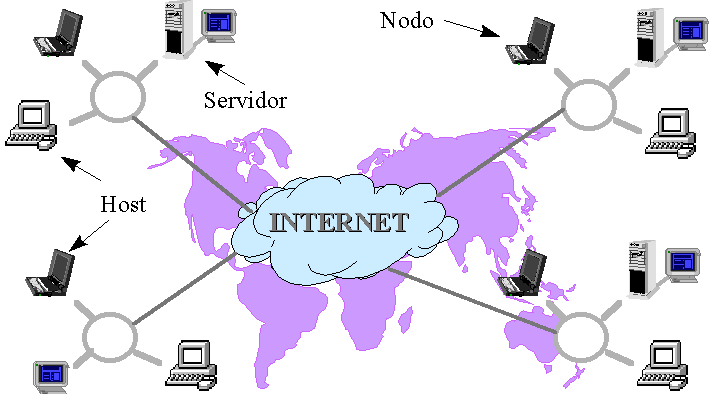 Nodo
Servidor
Host
INTERNET